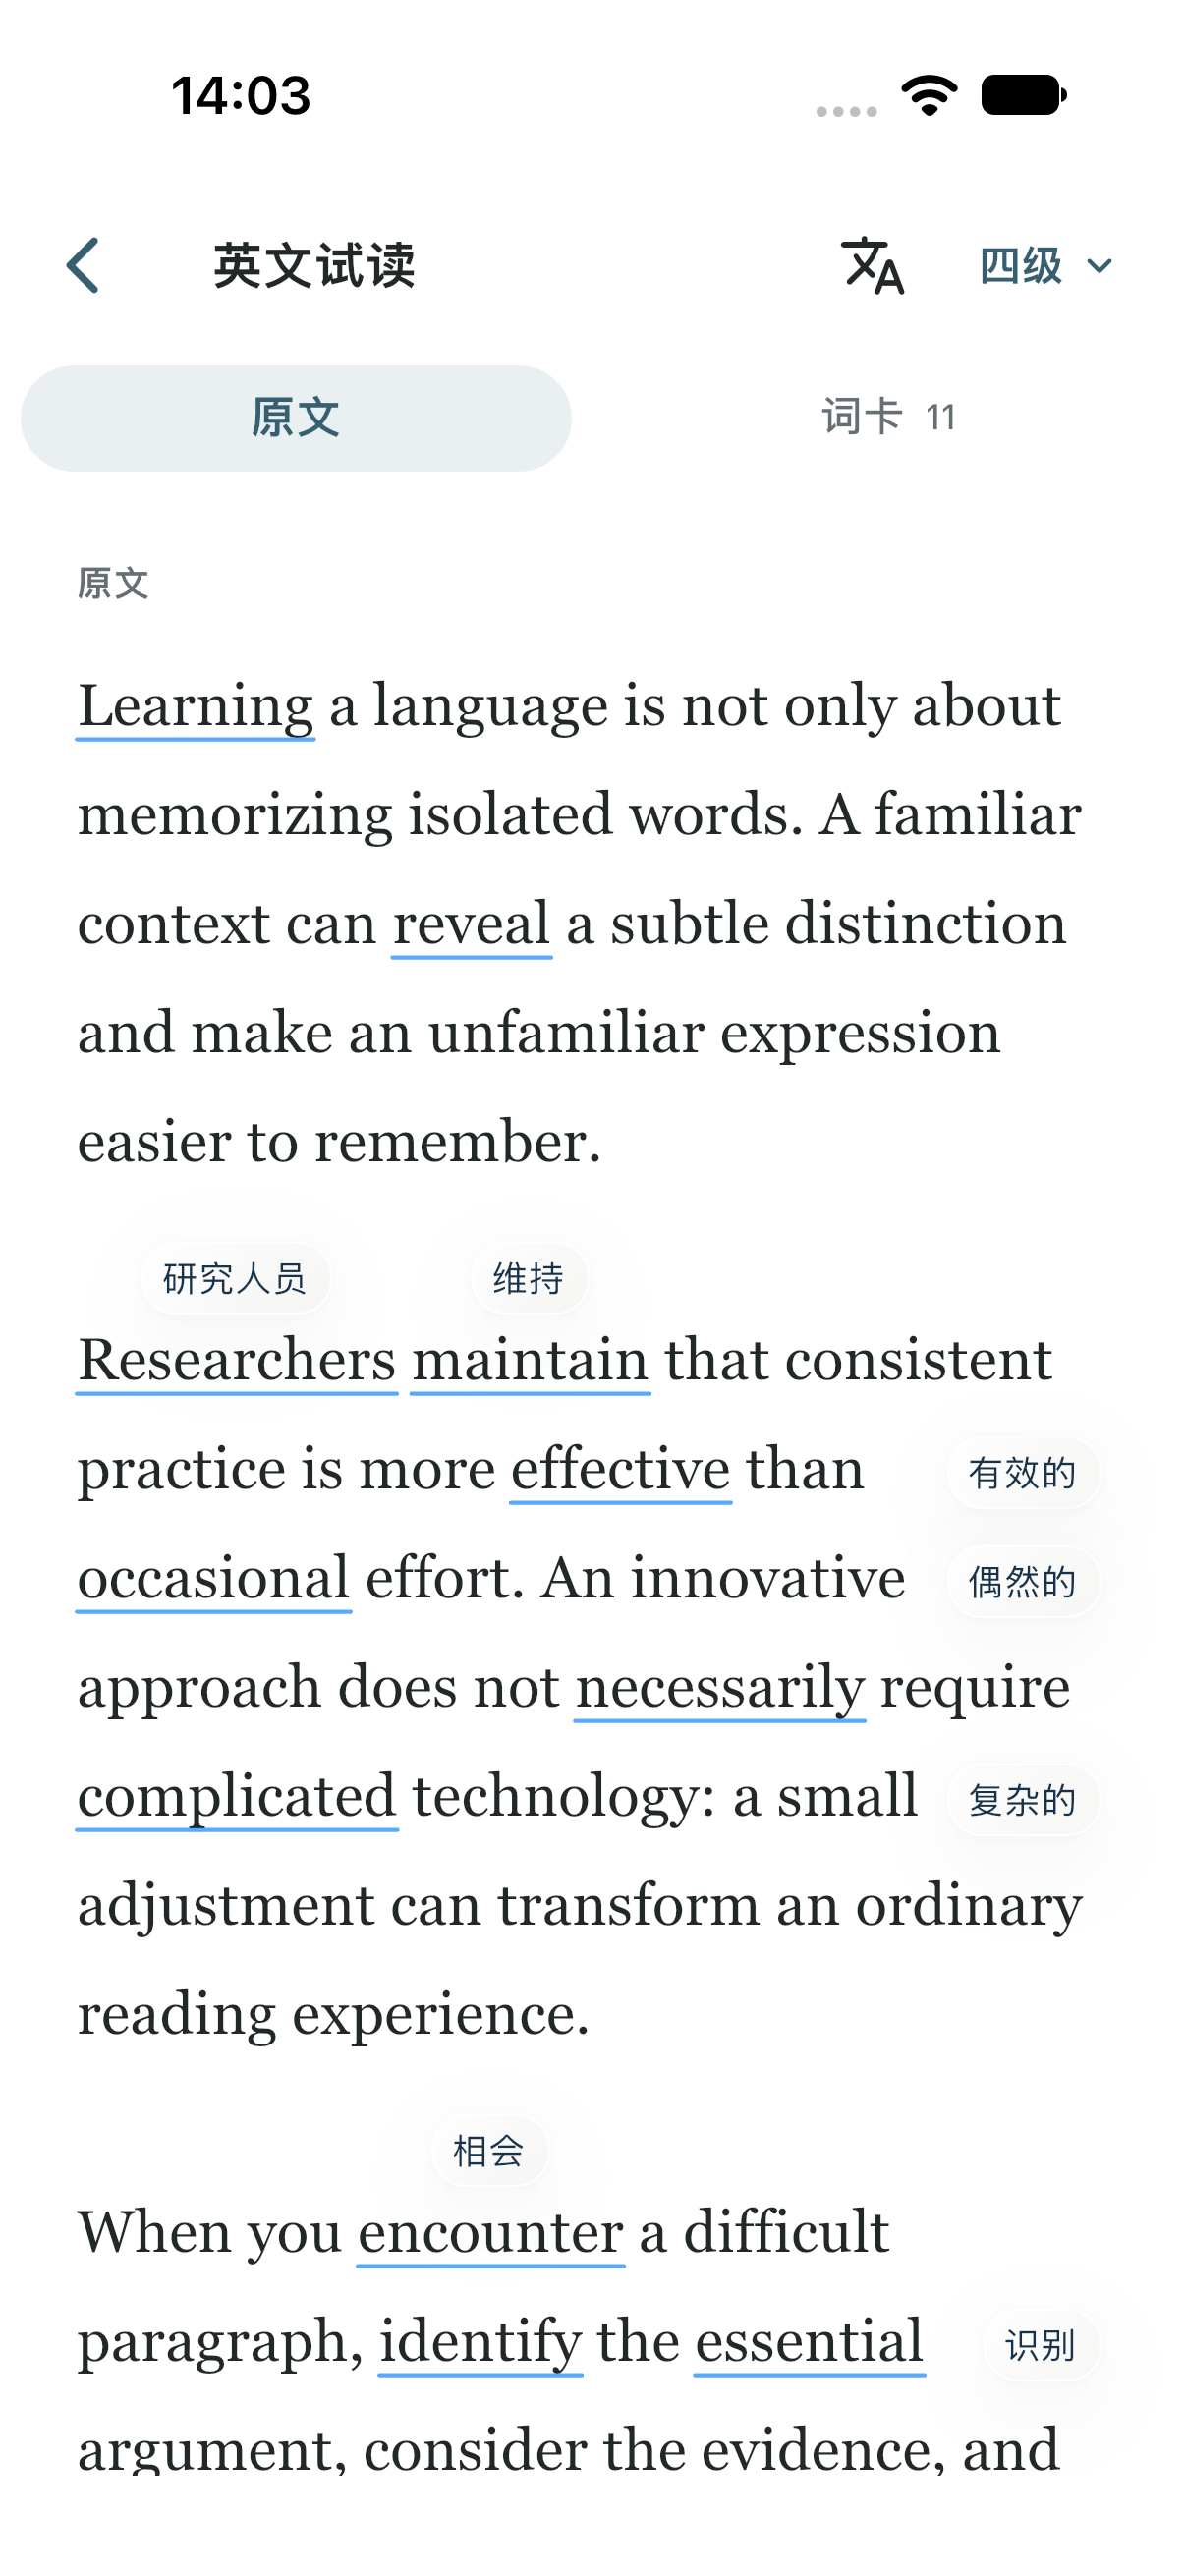 14:03
英文试读
文A
四级
原文
词卡 11
原文
Learning a language is not only about
memorizing isolated words. A familiar
context can reveal a subtle distinction
and make an unfamiliar expression
easier to remember.
研究人员 维持
Researchers maintain that consistent
practice is more effective than 有效的
occasional effort. An innovative 偶然的
approach does not necessarily require
complicated technology: a small 复杂的
adjustment can transform an ordinary
reading experience.
相会
When you encounter a difficult
paragraph, identify the essential 识别
argument, consider the evidence, and